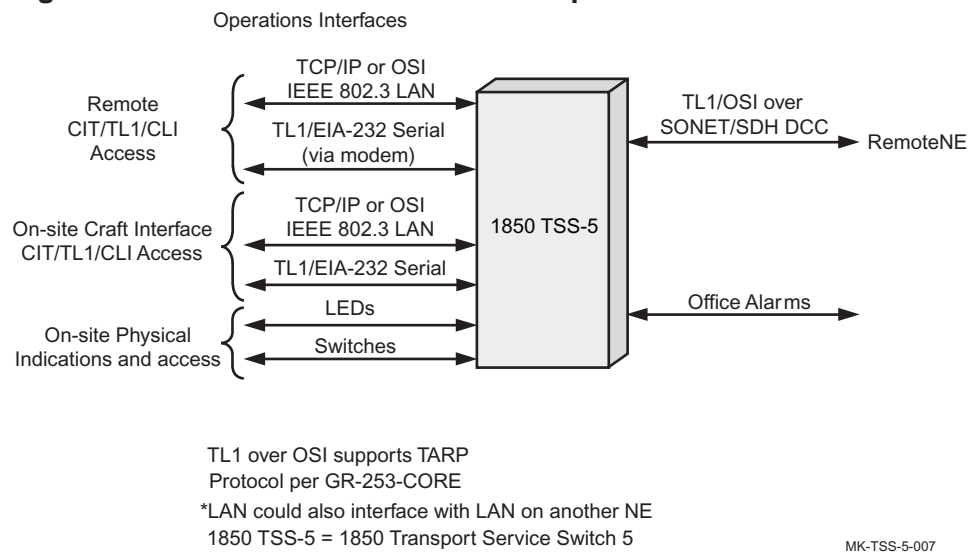 Operations Interfaces
TCP/IP or OSI
IEEE 802.3 LAN
Remote
CIT/TL1/CLI
Access
TL1/EIA-232 Serial
(via modem)
TCP/IP or OSI
IEEE 802.3 LAN
On-site Craft Interface
CIT/TL1/CLI Access
TL1/EIA-232 Serial
LEDs
On-site Physical
Indications and access
Switches
1850 TSS-5
TL1/OSI over
SONET/SDH DCC
RemoteNE
Office Alarms
TL1 over OSI supports TARP
Protocol per GR-253-CORE
*LAN could also interface with LAN on another NE
1850 TSS-5 = 1850 Transport Service Switch 5
MK-TSS-5-007